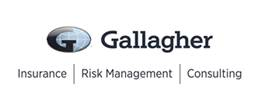 G Gallagher
Insurance | Risk Management | Consulting